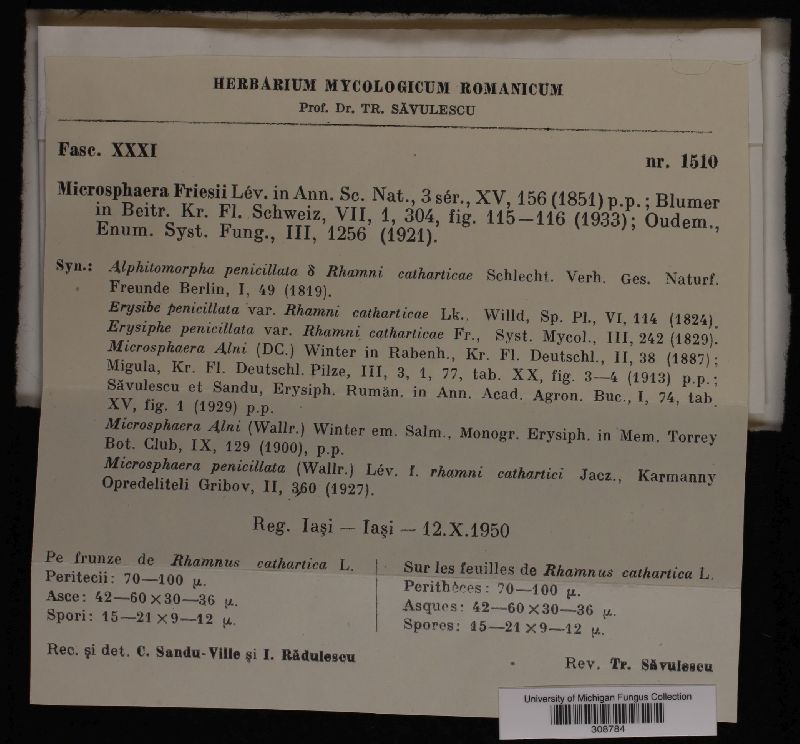 HERBARIUM MYCOLOGICUM ROMANICUM
Prof. Dr. TR. SĂVULESCU
Fasc. XXXI
nr. 1510
Microsphaera Friesii Lév. in Ann. Sc. Nat., 3 sér., XV, 156 (1851) p.p.; Blumer
in Beitr. Kr. Fl. Schweiz, VII, 1, 304, fig. 115—116 (1933); Oudem.,
Enum. Syst. Fung., III, 1256 (1921).
Syn.: Alphitomorpha penicillata δ Rhamni catharticae Schlecht. Verh. Ges. Naturf.
Freunde Berlin, I, 49 (1819).
Erysibe penicillata var. Rhamni catharticae Lk., Willd, Sp. Pl., VI, 114 (1824).
Erysiphe penicillata var. Rhamni catharticae Fr., Syst. Mycol., III, 242 (1829).
Microsphaera Alni (DC.) Winter in Rabenh., Kr. Fl. Deutschl., II, 38 (1887);
Migula, Kr. Fl. Deutschl. Pilze, III, 3, 1, 77, tab. XX, fig. 3—4 (1913) p.p.;
Săvulescu et Sandu, Erysiph. Rumän. in Ann. Acad. Agron. Buc., I, 74, tab.
XV, fig. 1 (1929) p.p.
Microsphaera Alni (Wallr.) Winter em. Salm., Monogr. Erysiph. in Mem. Torrey
Bot. Club, IX, 129 (1900), p.p.
Microsphaera penicillata (Wallr.) Lév. f. rhamni cathartici Jacz., Karmanny
Opredeliteli Gribov, II, 360 (1927).
Reg. Iași — Iași — 12.X.1950
Pe frunze de Rhamnus cathartica L.
Peritecii: 70—100 μ.
Asce: 42—60×30—36 μ.
Spori: 15—21×9—12 μ.
Sur les feuilles de Rhamnus cathartica L.
Perithèces: 70—100 μ.
Asques: 42—60×30—36 μ.
Spores: 15—21×9—12 μ.
Rec. și det. C. Sandu-Ville și I. Rădulescu
Rev. Tr. Săvulescu
University of Michigan Fungus Collection
308784